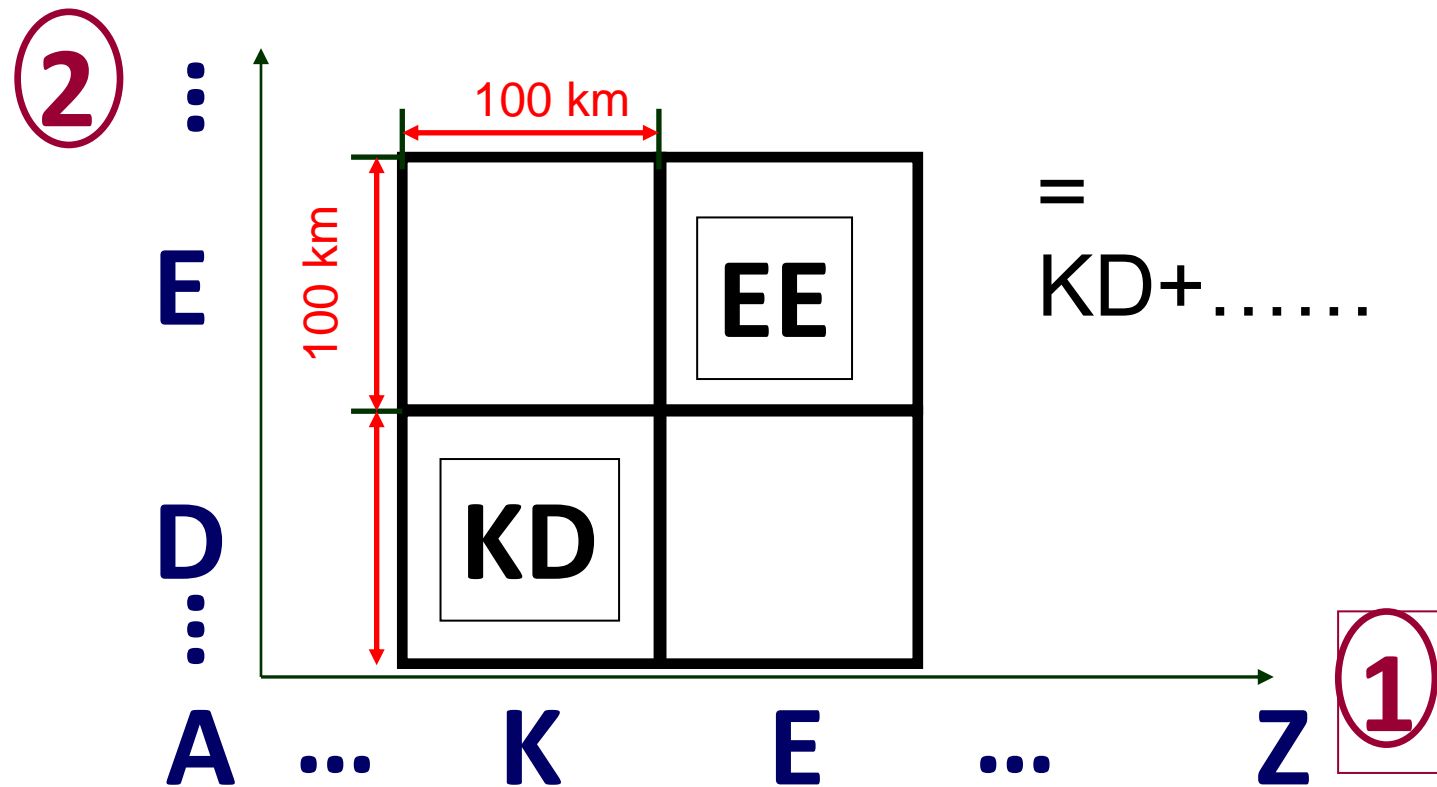 2
⋮
100 km
=
KD+......
100 km
E
EE
D
KD
⋮
1
A ... K E ... Z